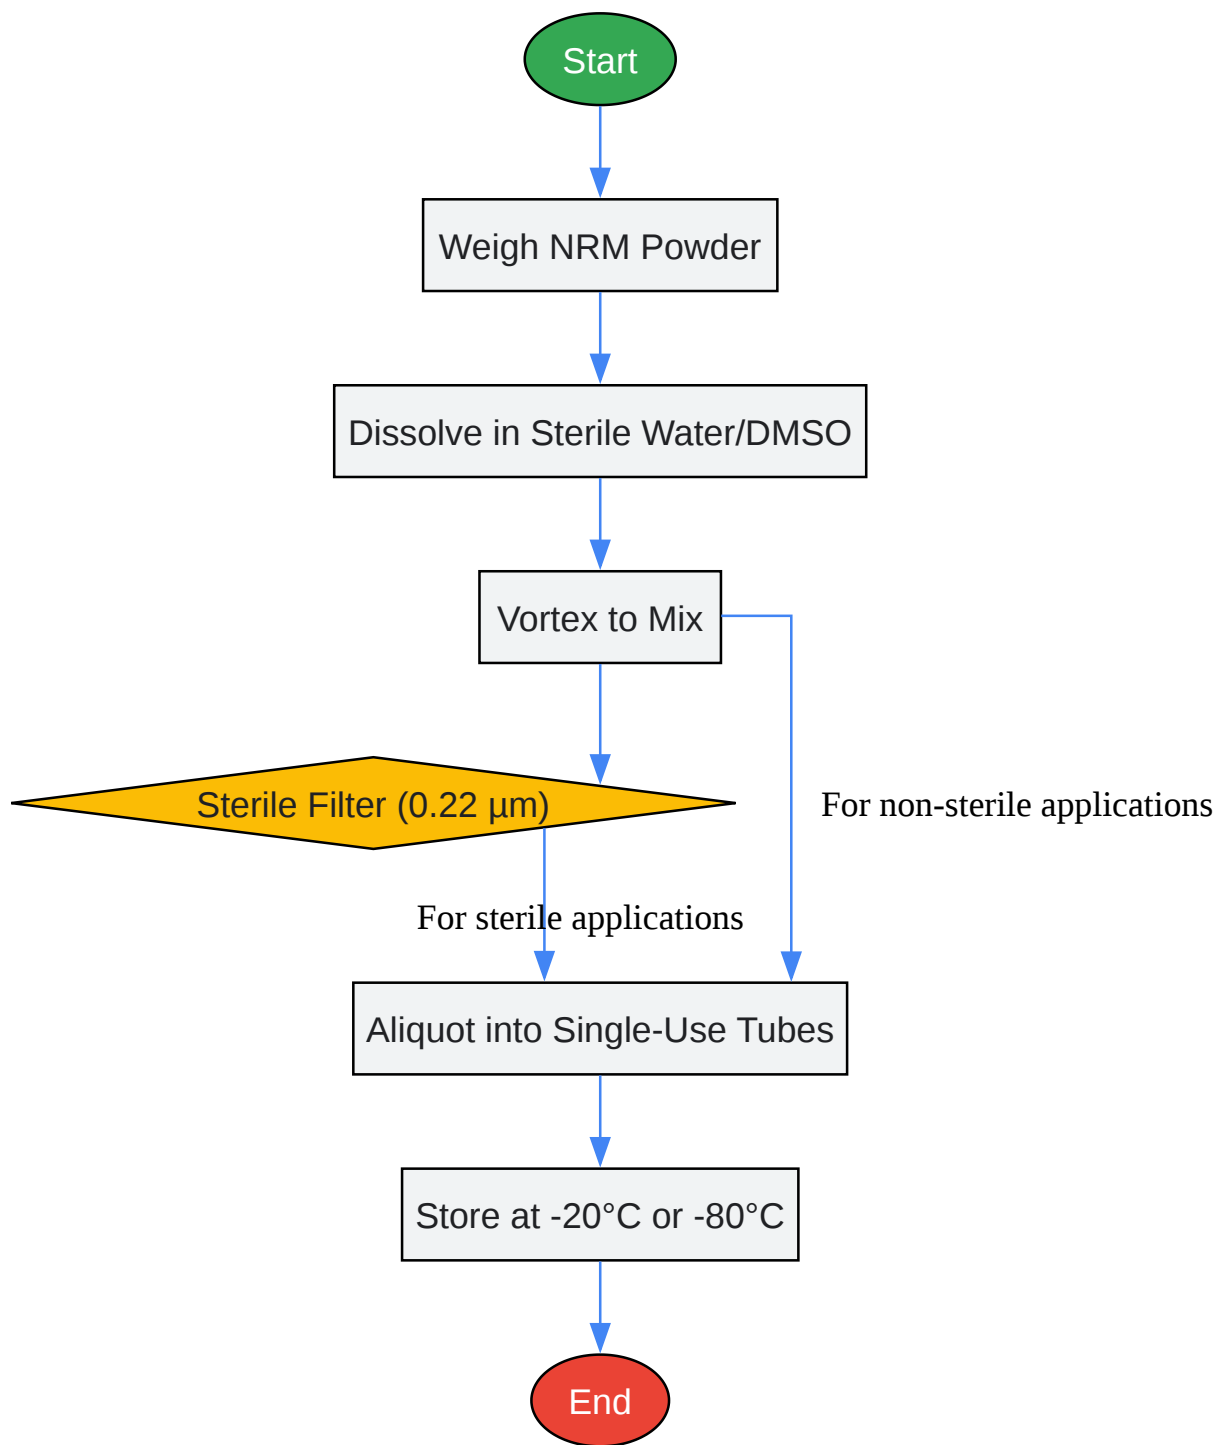 Start
Weigh NRM Powder
Dissolve in Sterile Water/DMSO
Vortex to Mix
Sterile Filter (0.22 µm)
For non-sterile applications
For sterile applications
Aliquot into Single-Use Tubes
Store at -20°C or -80°C
End